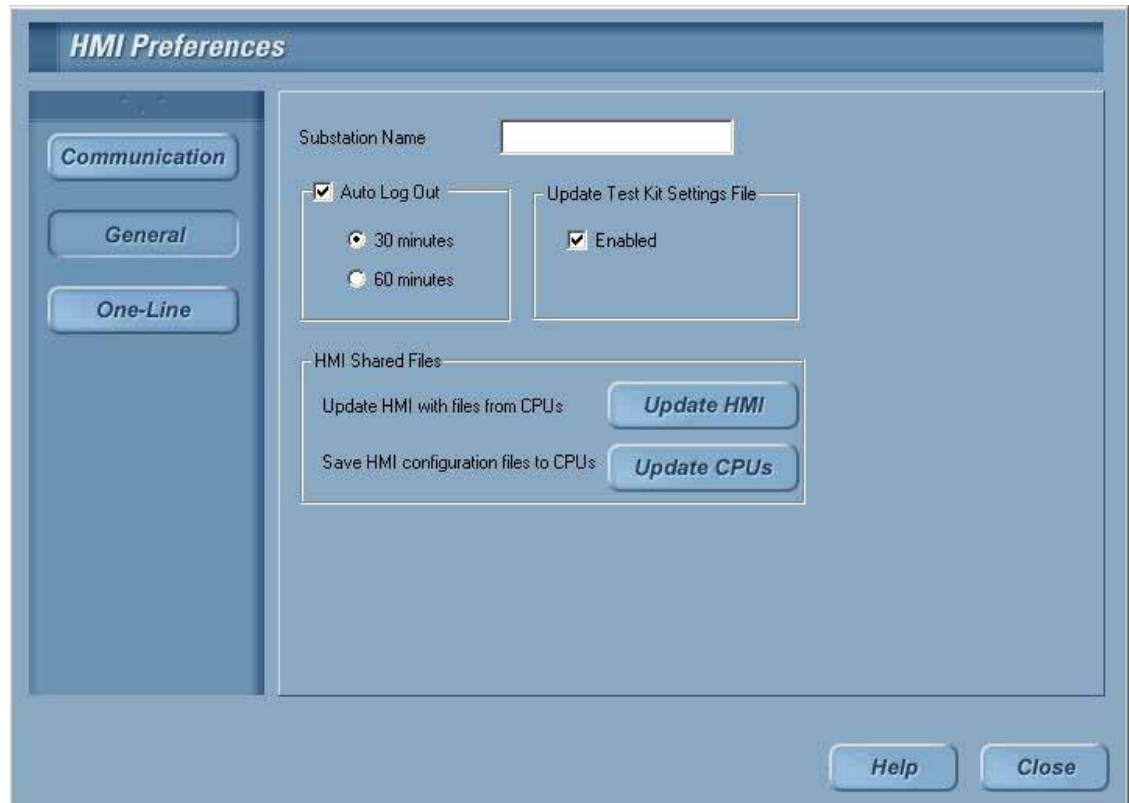 HMI Preferences
Communication
General
One-Line
Substation Name
Auto Log Out
30 minutes
60 minutes
Update Test Kit Settings File
Enabled
HMI Shared Files
Update HMI with files from CPUs
Update HMI
Save HMI configuration files to CPUs
Update CPUs
Help
Close